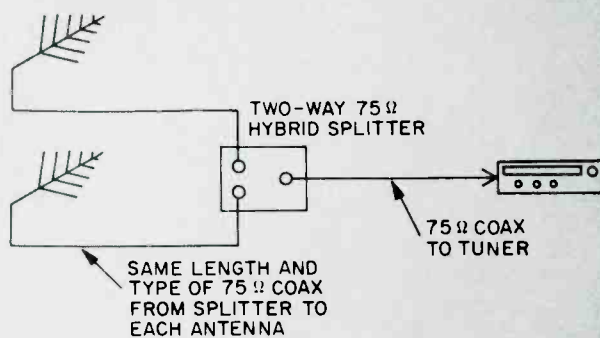 TWO-WAY 75Ω
HYBRID SPLITTER
75Ω COAX
TO TUNER
SAME LENGTH AND
TYPE OF 75Ω COAX
FROM SPLITTER TO
EACH ANTENNA